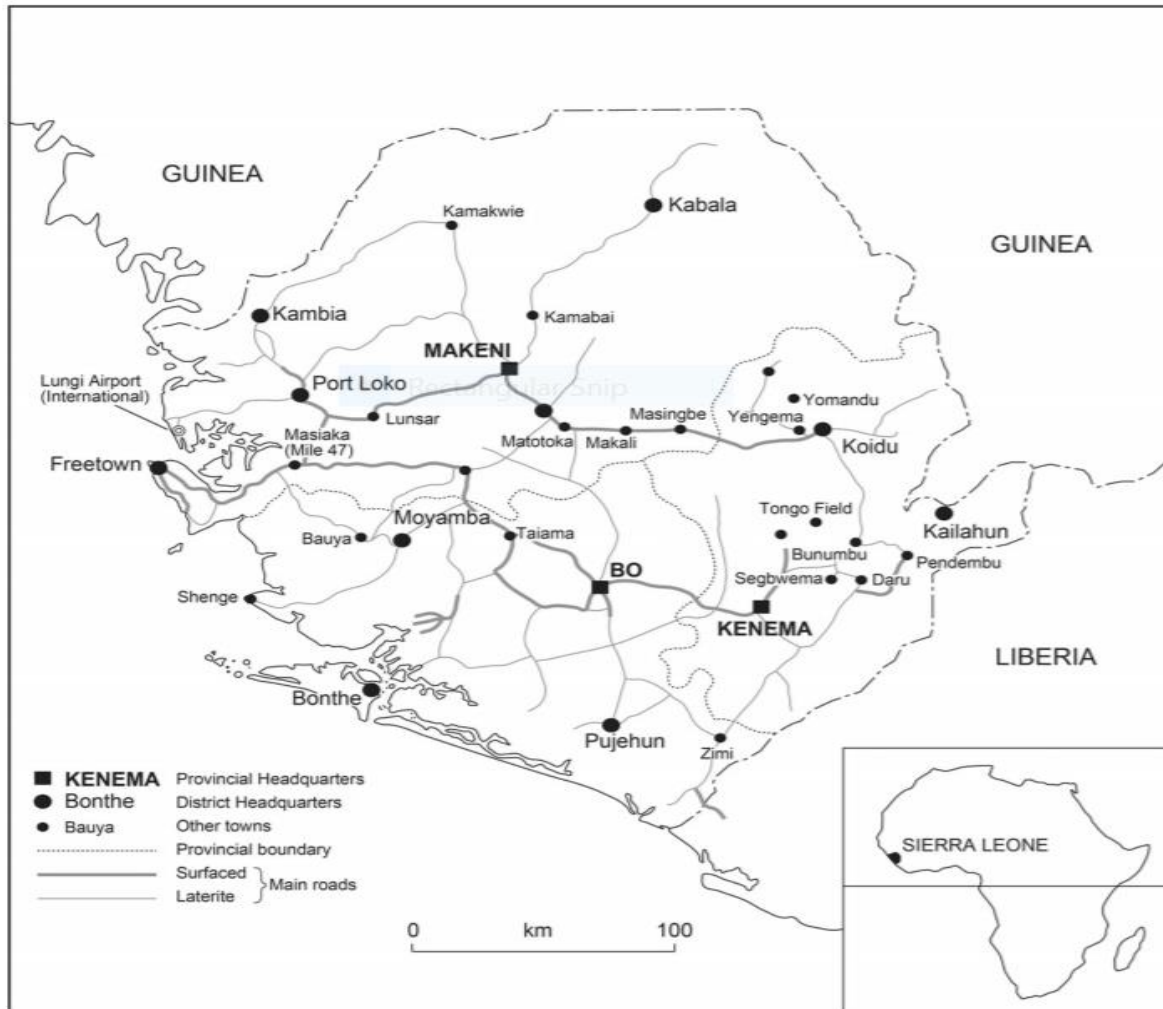 GUINEA
Kamakwie
Kabala
GUINEA
Kambia
Kamabai
MAKENI
Rectangular Snip
Lungi Airport
(International)
Port Loko
Lunsar
Masingbe
Yomandu
Yengema
Matotoka
Makali
Koidu
Masiaka
(Mile 47)
Freetown
Tongo Field
Kailahun
Moyamba
Bauya
Taiama
Bunumbu
Pendembu
BO
Segbwema
Daru
Shenge
KENEMA
LIBERIA
Bonthe
Pujehun
Zimi
KENEMA Provincial Headquarters
Bonthe District Headquarters
Bauya Other towns
Provincial boundary
Surfaced
Main roads
Laterite
0 km 100
SIERRA LEONE